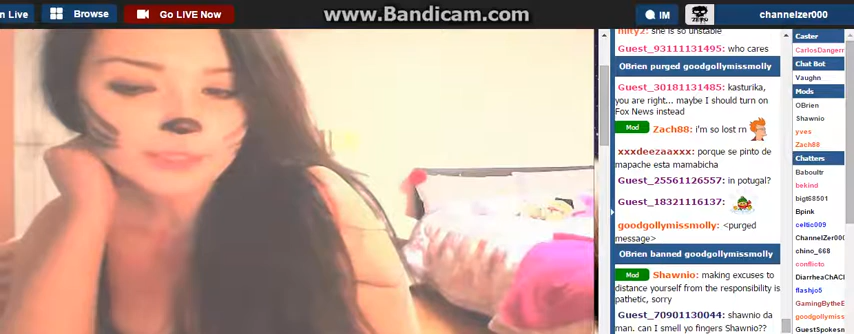 n Live
Browse
Go LIVE Now
www.Bandicam.com
IM
ZERO
channelzer000
hilty2: she is so unstable
Guest_93111131495: who cares
OBrien purged goodgollymissmolly
Guest_30181131485: kasturika,
you are right... maybe I should turn on
Fox News instead
Mod Zach88: i'm so lost rn
xxxdeezaaxxx: porque se pinto de
mapache esta mamabicha
Guest_25561126557: in potugal?
Guest_18321116137:
goodgollymissmolly: <purged
message>
OBrien banned goodgollymissmolly
Mod Shawnio: making excuses to
distance yourself from the responsibility is
pathetic, sorry
Guest_70901130044: shawnio da
man. can I smell yo fingers Shawnio??
Caster
CarlosDangerr
Chat Bot
Vaughn
Mods
OBrien
Shawnio
yves
Zach88
Chatters
Baboultr
bekind
bigt68501
Bpink
celtic009
ChannelZer000
chino_668
conflicto
DiarrheaChACh
flashjo5
GamingBytheE
goodgollymiss
GuestSpokesn